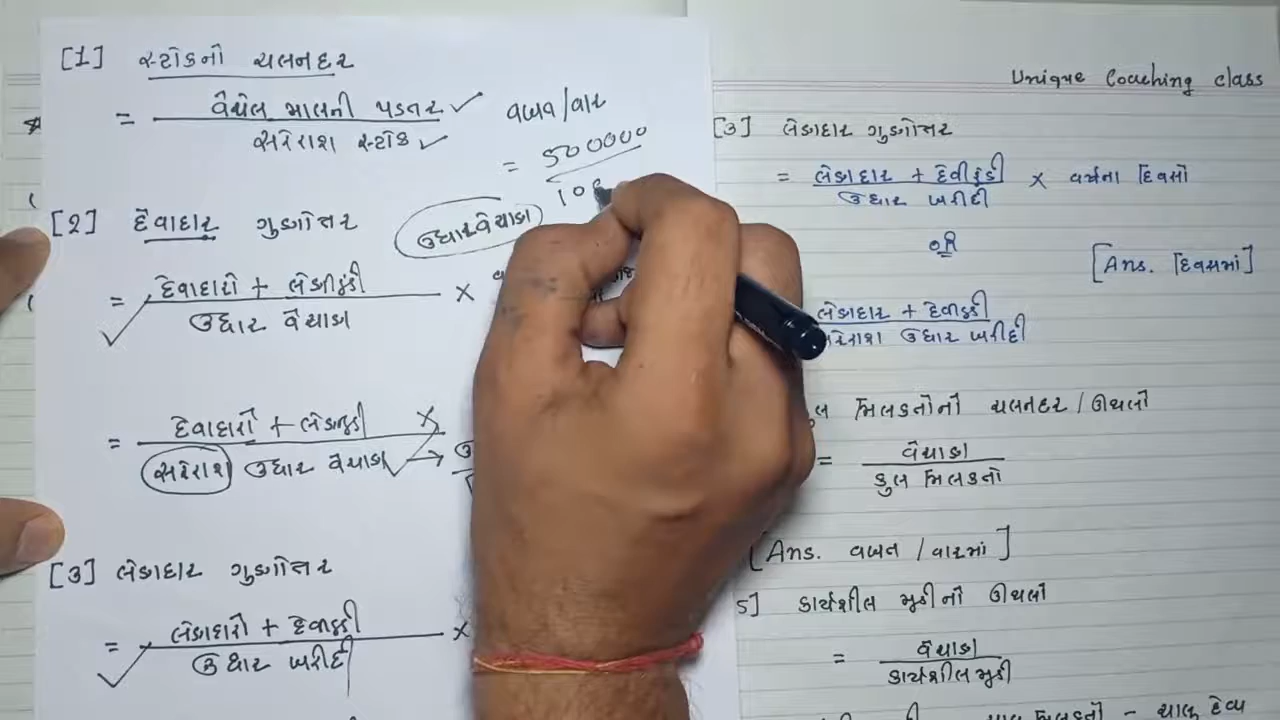 [1] સ્ટોકનો ચલનદર
= વેચેલ માલની પડતર
સરેરાશ સ્ટોક
વખત/વાર
= 500000
[2] દેવાદાર ગુણોત્તર
ઉધારવેચાણ
= દેવાદારો + લેણીહૂંડી ×
ઉધાર વેચાણ
= દેવાદારો + લેણીહૂંડી ×
સરેરાશ ઉધાર વેચાણ →
[3] લેણદાર ગુણોત્તર
= લેણદારો + દેવીહૂંડી ×
ઉધાર ખરીદી
Unique Coaching Class
[3] લેણદાર ગુણોત્તર
= લેણદાર + દેવીહૂંડી × વર્ષના દિવસો
ઉધાર ખરીદી
OR
[Ans. દિવસમાં]
લેણદાર + દેવીહૂંડી
સરેરાશ ઉધાર ખરીદી
મિલકતોનો ચલનદર/ઊથલો
= વેચાણ
કુલ મિલકતો
[Ans. વખત /વારમાં]
5] કાર્યશીલ મૂડીનો ઊથલો
= વેચાણ
કાર્યશીલ મૂડી
મિલકતો - ચાલુ